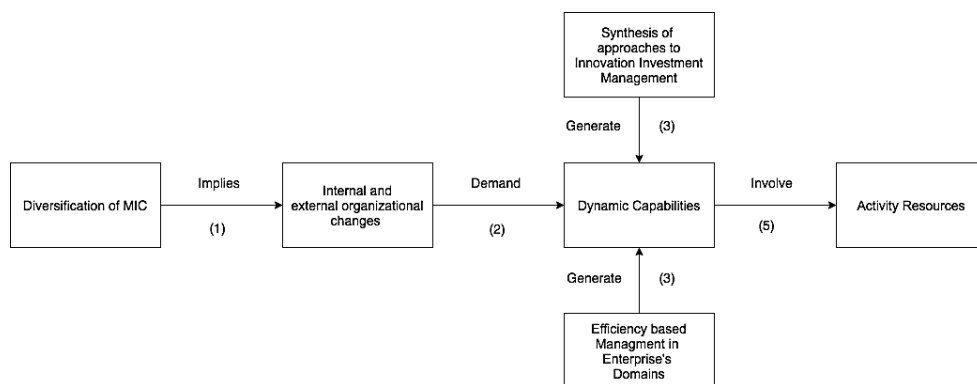 Synthesis of
approaches to
Innovation Investment
Management
Generate (3)
Implies
Demand
Involve
Diversification of MIC
Internal and
external organizational
changes
Dynamic Capabilities
Activity Resources
(1)
(2)
(5)
Generate (3)
Efficiency based
Managment in
Enterprise's
Domains